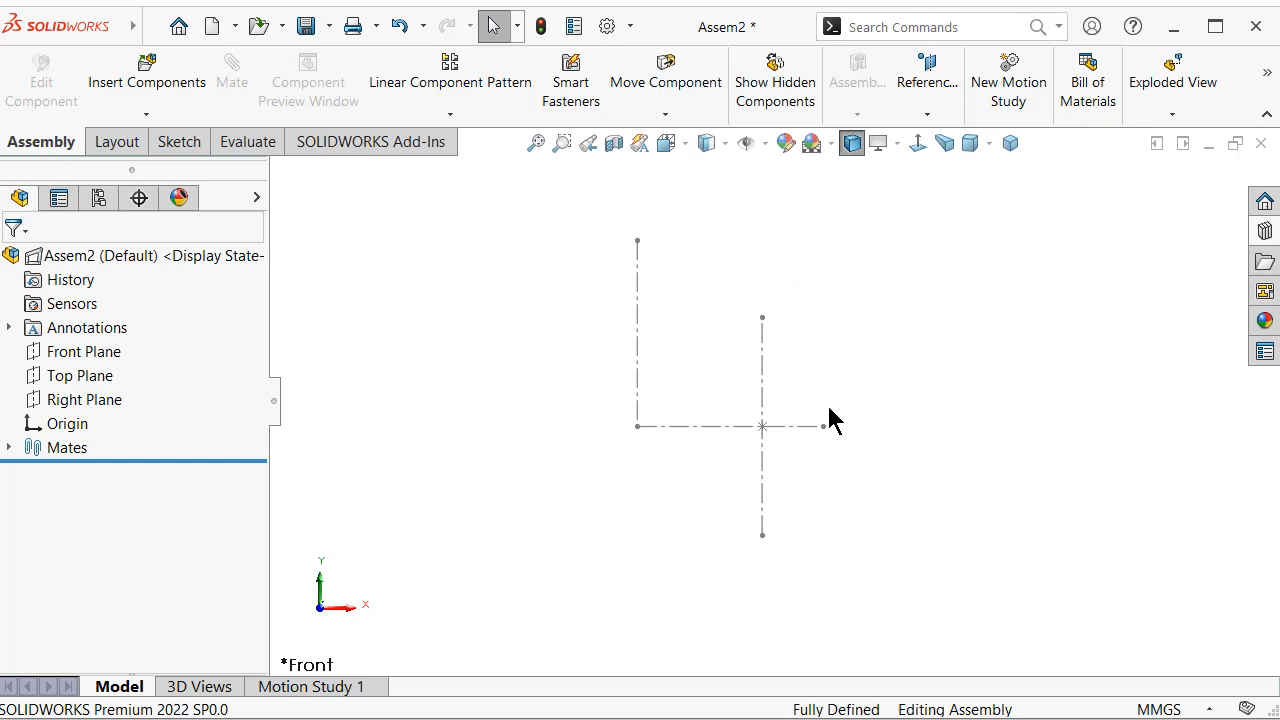 SOLIDWORKS
Assem2 *
Search Commands
Edit Component
Insert Components
Mate
Component Preview Window
Linear Component Pattern
Smart Fasteners
Move Component
Show Hidden Components
Assemb...
Referenc...
New Motion Study
Bill of Materials
Exploded View
Assembly
Layout
Sketch
Evaluate
SOLIDWORKS Add-Ins
Assem2 (Default) <Display State-
History
Sensors
Annotations
Front Plane
Top Plane
Right Plane
Origin
Mates
Y
X
*Front
Model
3D Views
Motion Study 1
SOLIDWORKS Premium 2022 SP0.0
Fully Defined
Editing Assembly
MMGS